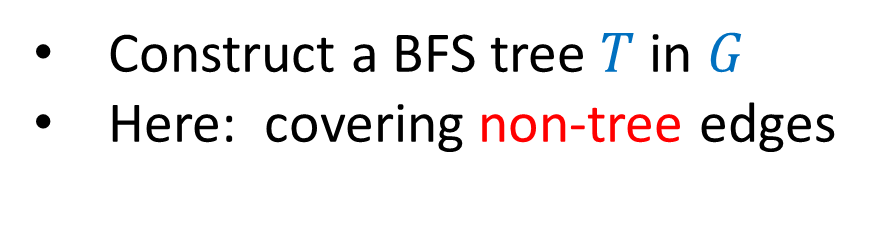 • Construct a BFS tree T in G
• Here: covering non-tree edges